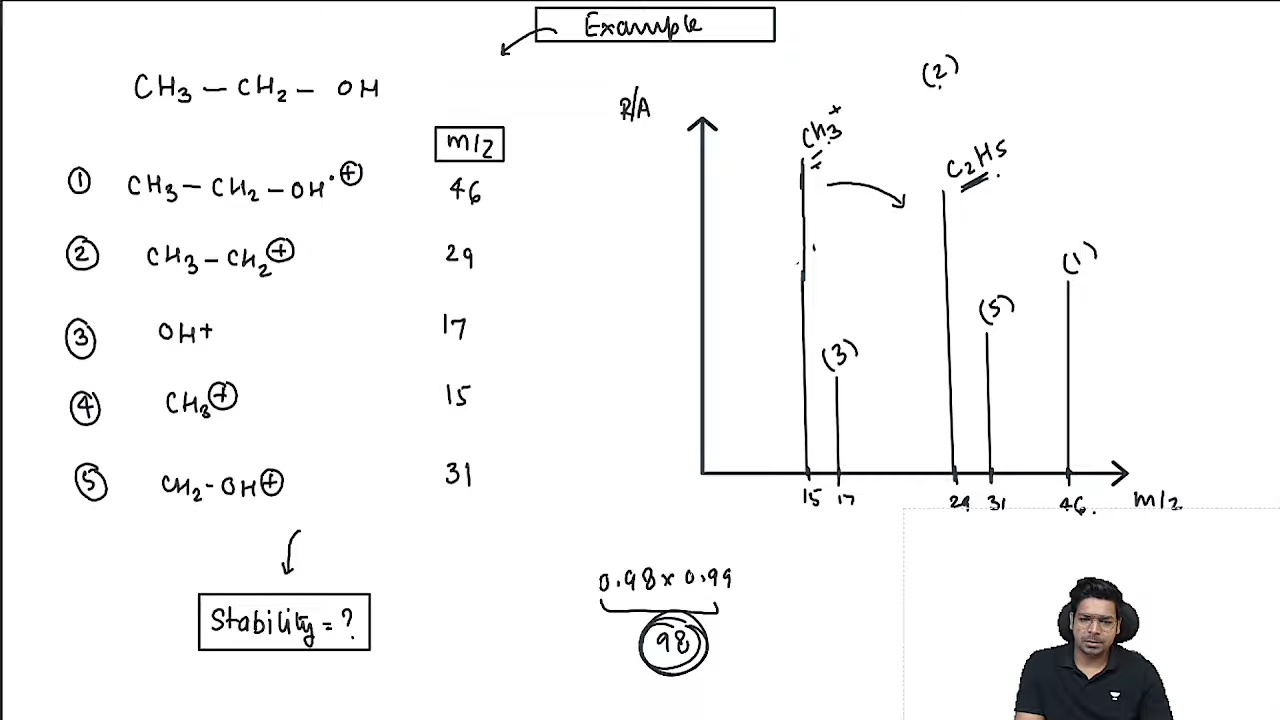 Example
CH3 - CH2 - OH
m/z
① CH3 - CH2 - OH·⊕ 46
② CH3 - CH2⊕ 29
③ OH+ 17
④ CH3⊕ 15
⑤ CH2 - OH⊕ 31
Stability = ?
R/A
(2)
CH3+
C2H5
(1)
(5)
(3)
15 17 29 31 46 m/z
0.98 x 0.99
98